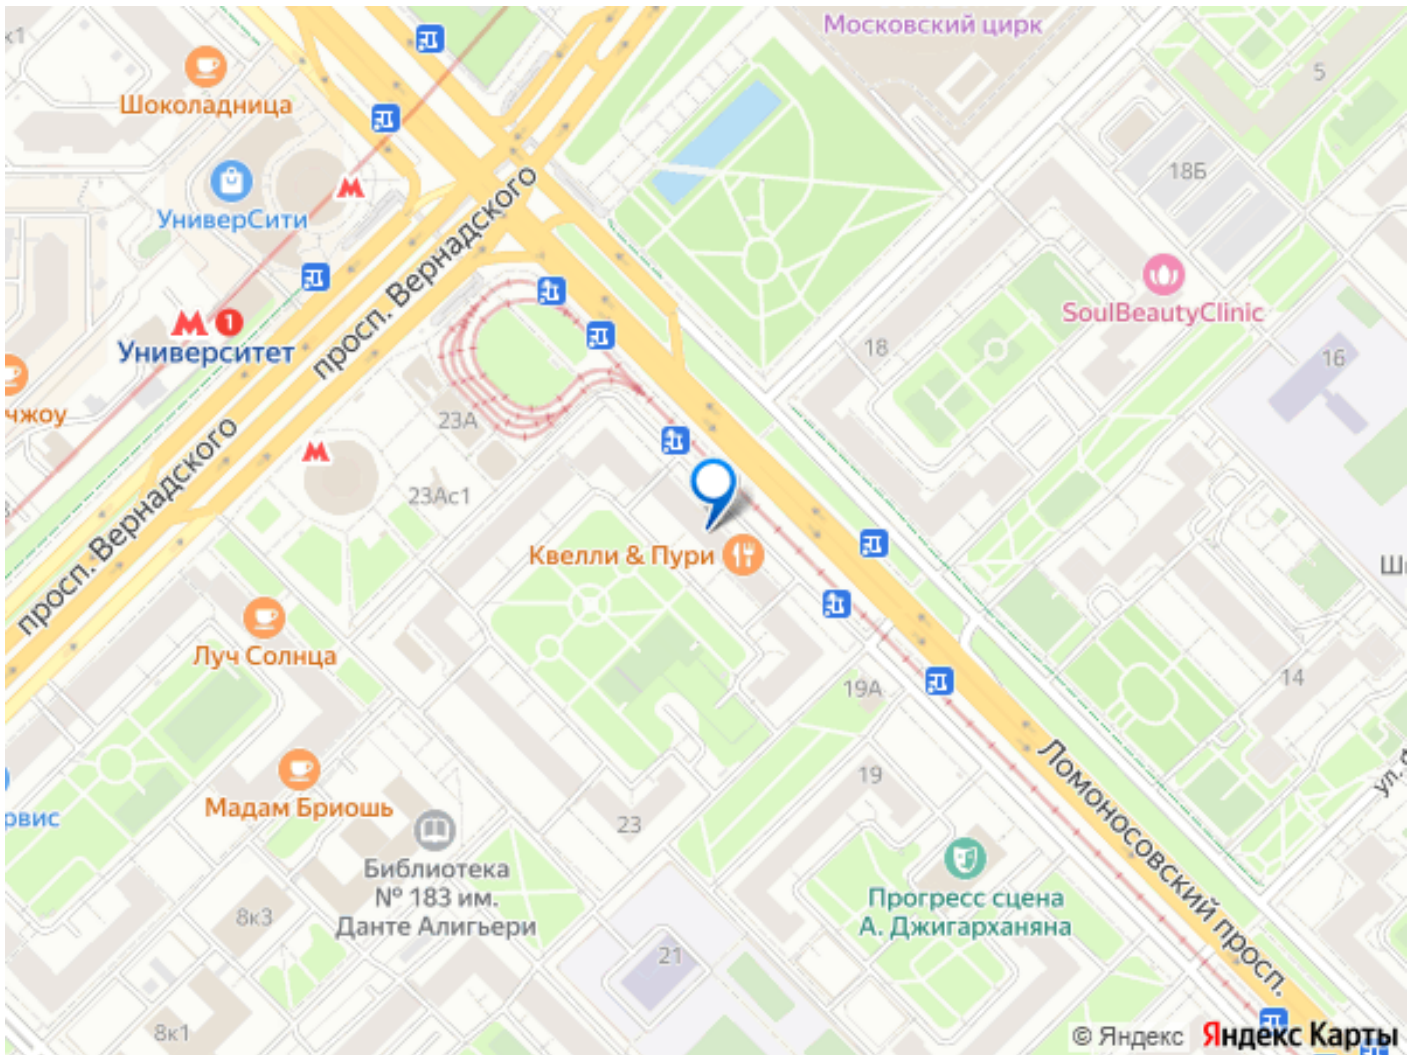 Московский цирк
к1
Шоколадница
5
18Б
УниверСити
просп. Вернадского
SoulBeautyClinic
1
Университет
18
16
чжоу
23А
просп. Вернадского
23Ас1
Квелли & Пури
Луч Солнца
19А
14
Ломоносовский просп.
19
Мадам Бриошь
рвис
23
Библиотека
№ 183 им.
Данте Алигьери
Прогресс сцена
А. Джигарханяна
8к3
21
8к1
© Яндекс
Яндекс Карты